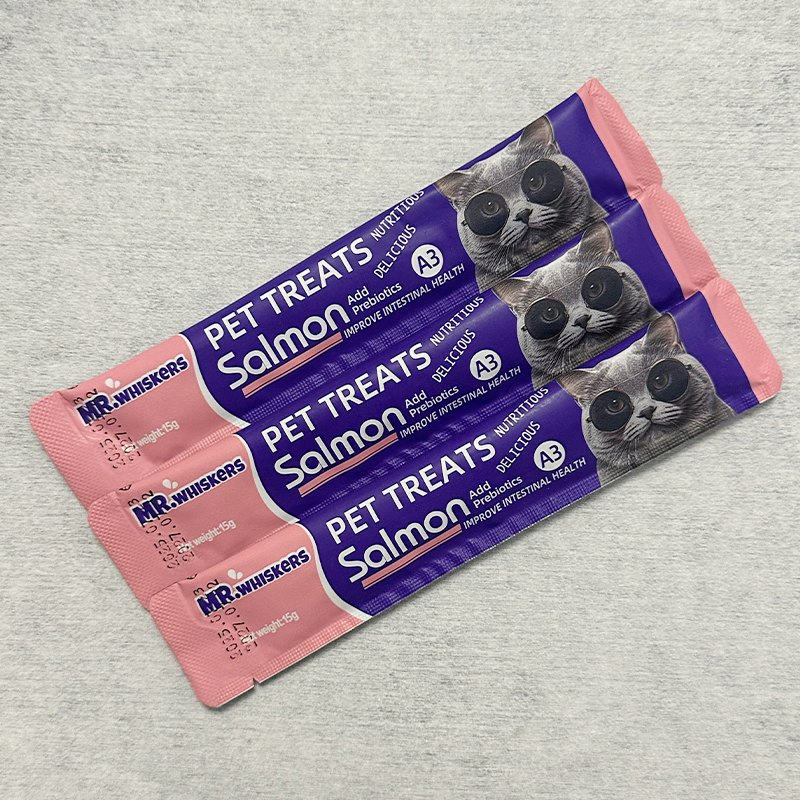 MR.WHISKERS
weight:15g
PET TREATS
Salmon
Add
Prebiotics
NUTRITIOUS
DELICIOUS
A3
IMPROVE INTESTINAL HEALTH
MR.WHISKERS
weight:15g
PET TREATS
Salmon
Add
Prebiotics
NUTRITIOUS
DELICIOUS
A3
IMPROVE INTESTINAL HEALTH
MR.WHISKERS
weight:15g
PET TREATS
Salmon
Add
Prebiotics
NUTRITIOUS
DELICIOUS
A3
IMPROVE INTESTINAL HEALTH